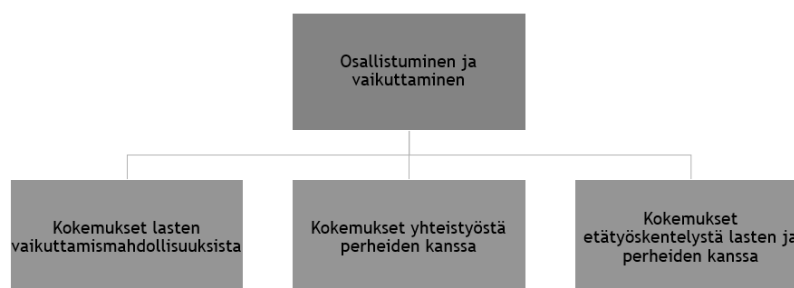 Osallistuminen ja
vaikuttaminen
Kokemukset lasten
vaikuttamismahdollisuuksista
Kokemukset yhteistyöstä
perheiden kanssa
Kokemukset
etätyöskentelystä lasten ja
perheiden kanssa